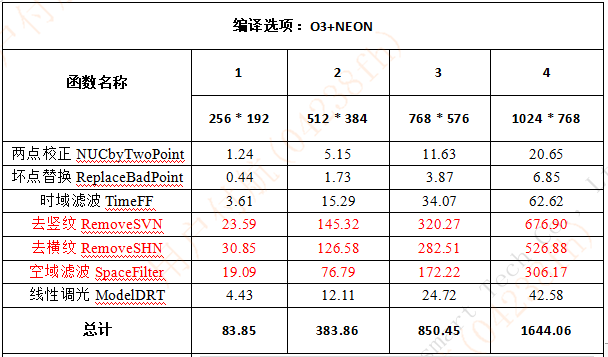 编译选项：O3+NEON
函数名称 1 2 3 4
256 * 192 512 * 384 768 * 576 1024 * 768
两点校正 NUCbyTwoPoint 1.24 5.15 11.63 20.65
坏点替换 ReplaceBadPoint 0.44 1.73 3.87 6.85
时域滤波 TimeFF 3.61 15.29 34.07 62.62
去竖纹 RemoveSVN 23.59 145.32 320.27 676.90
去横纹 RemoveSHN 30.85 126.58 282.51 526.88
空域滤波 SpaceFilter 19.09 76.79 172.22 306.17
线性调光 ModelDRT 4.43 12.11 24.72 42.58
总计 83.85 383.86 850.45 1644.06